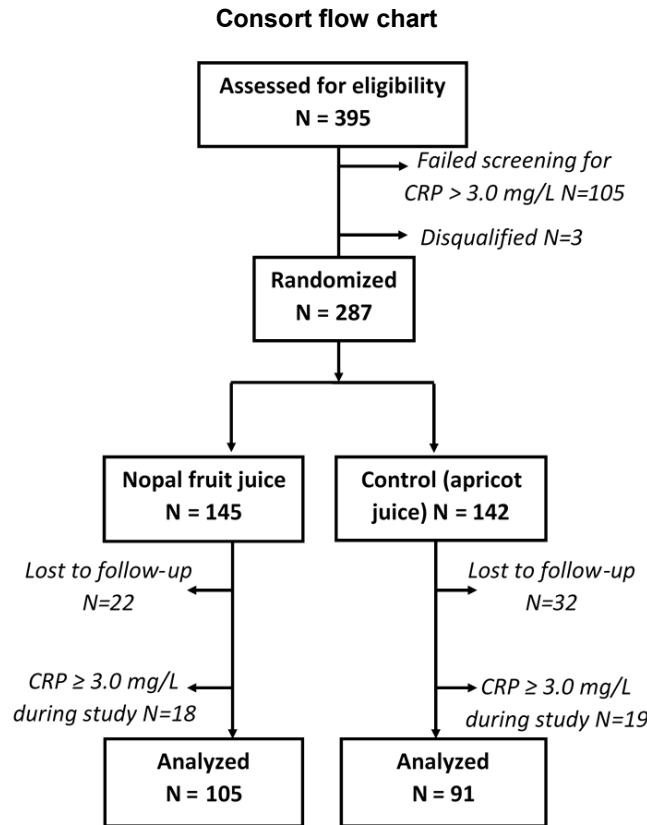 Consort flow chart
Assessed for eligibility
N = 395
Failed screening for
CRP > 3.0 mg/L N=105
Disqualified N=3
Randomized
N = 287
Nopal fruit juice
N = 145
Control (apricot
juice) N = 142
Lost to follow-up
N=22
Lost to follow-up
N=32
CRP ≥ 3.0 mg/L
during study N=18
CRP ≥ 3.0 mg/L
during study N=19
Analyzed
N = 105
Analyzed
N = 91